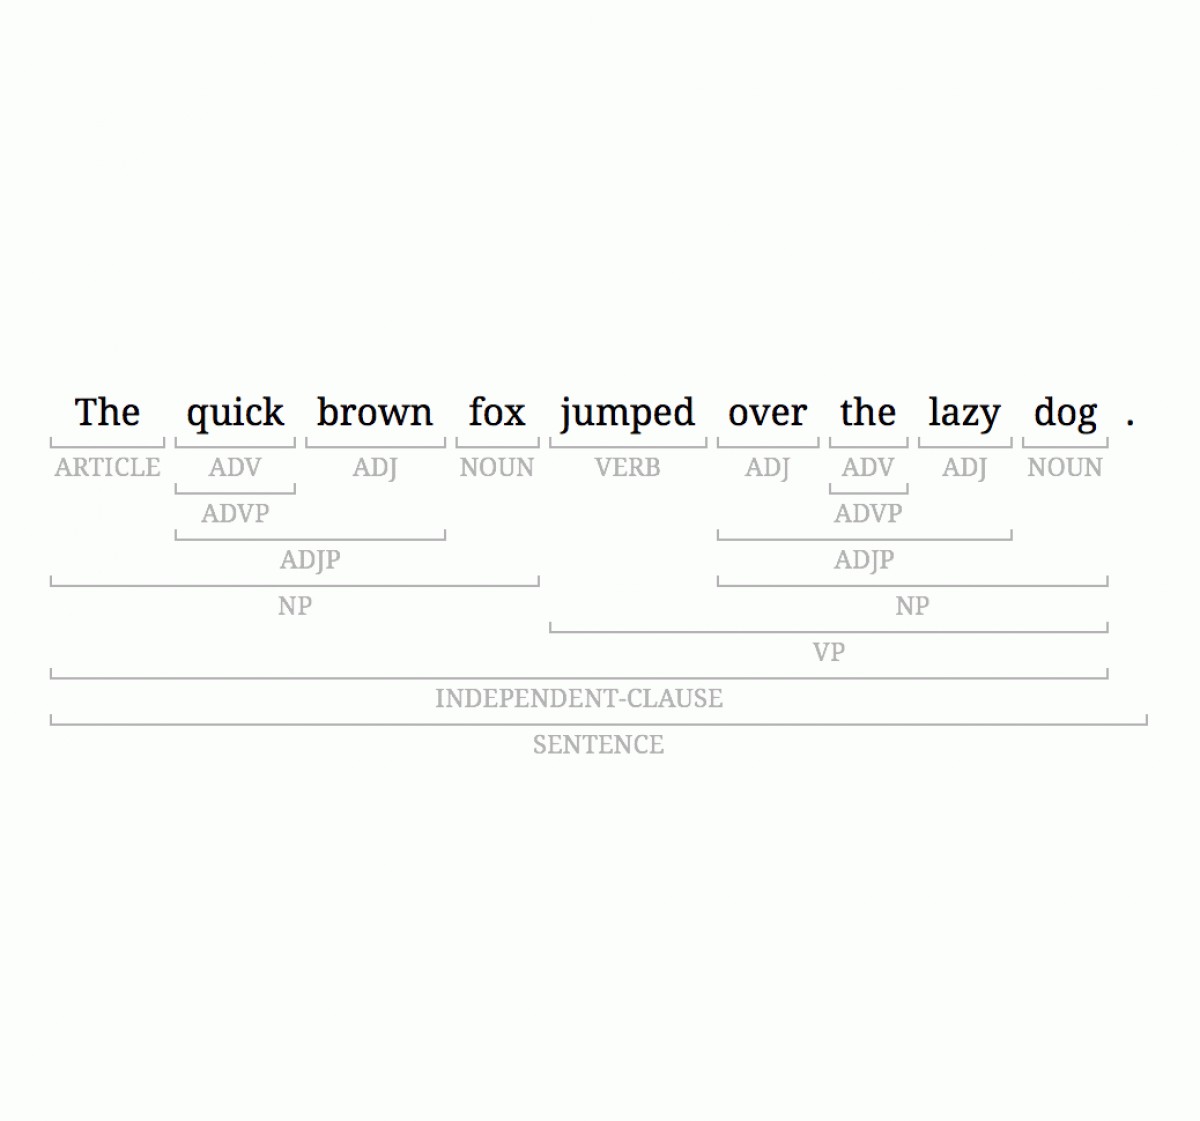 The quick brown fox jumped over the lazy dog .
ARTICLE ADV ADJ NOUN VERB ADJ ADV ADJ NOUN
ADVP ADVP
ADJP ADJP
NP NP
VP
INDEPENDENT-CLAUSE
SENTENCE